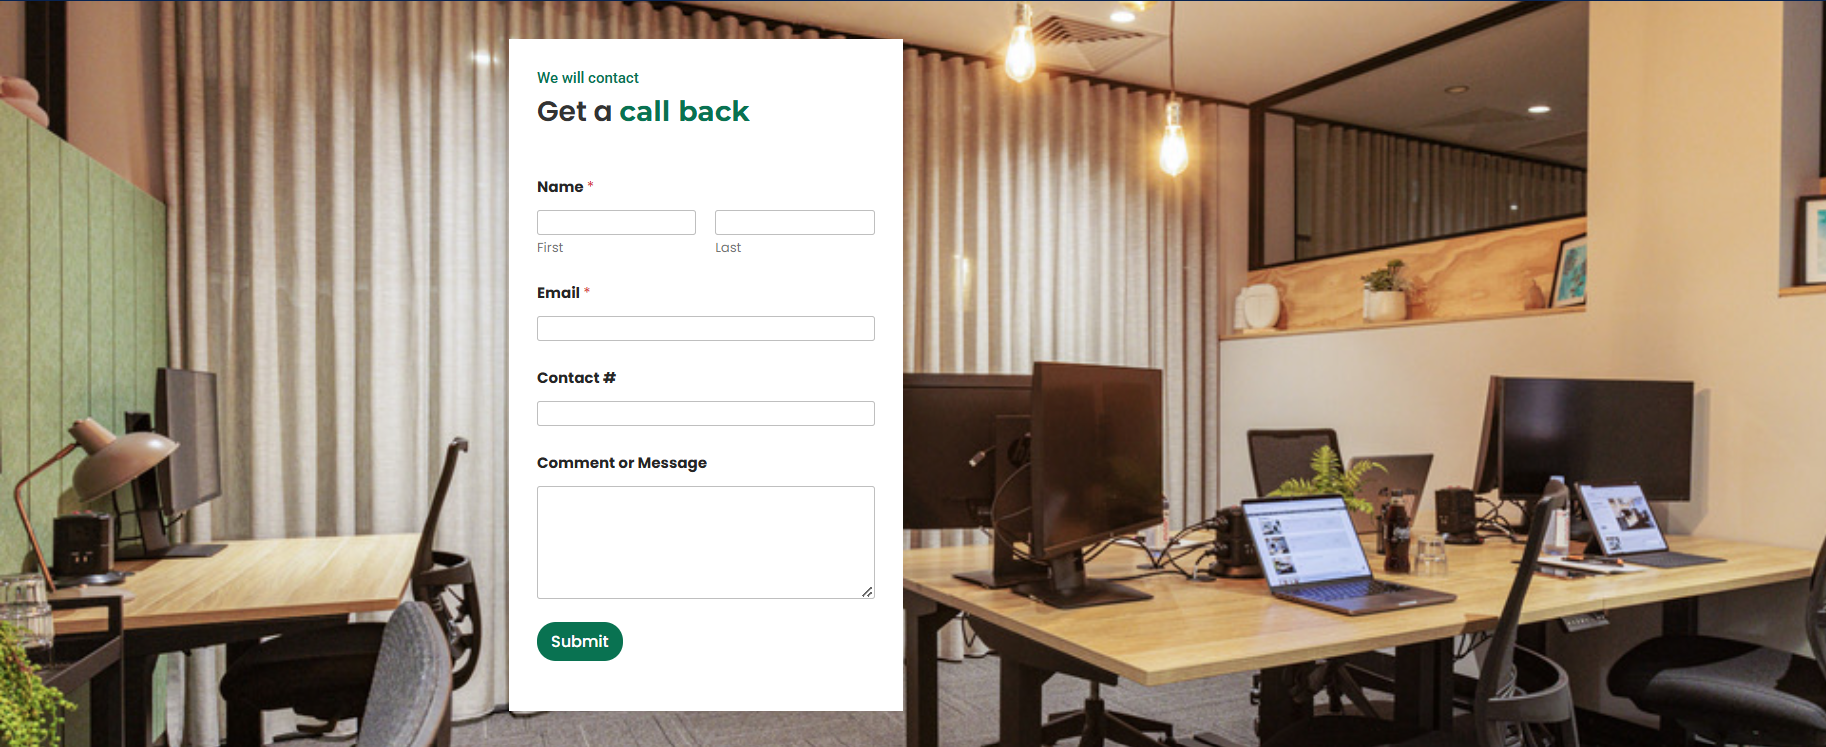 We will contact
Get a call back
Name *
First Last
Email *
Contact #
Comment or Message
Submit